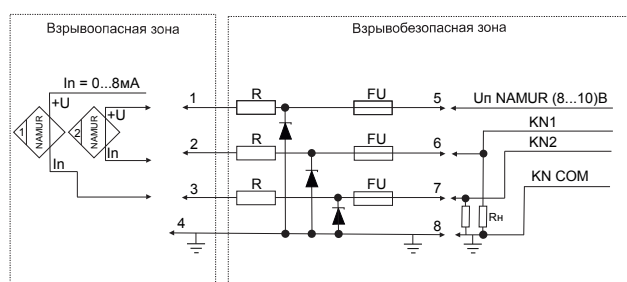 Взрывоопасная зона
Взрывобезопасная зона
In = 0...8мА
+U
1
NAMUR
In
+U
2
NAMUR
In
1
R
FU
5
Uп NAMUR (8...10)В
KN1
2
R
FU
6
KN2
3
R
FU
7
KN COM
4
8
Rн